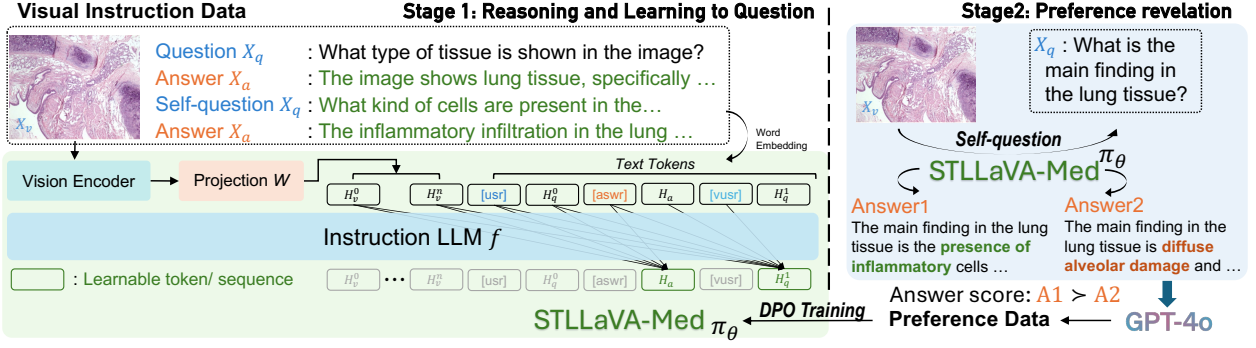 Visual Instruction Data
Stage 1: Reasoning and Learning to Question
X_v
Question X_q : What type of tissue is shown in the image?
Answer X_a : The image shows lung tissue, specifically …
Self-question X_q : What kind of cells are present in the…
Answer X_a : The inflammatory infiltration in the lung …
Word
Embedding
Vision Encoder
Projection W
Text Tokens
H_v^0 H_v^n [usr] H_q^0 [aswr] H_a [vusr] H_q^1
Instruction LLM f
: Learnable token/ sequence
H_v^0 ••• H_v^n [usr] H_q^0 [aswr] H_a [vusr] H_q^1
STLLaVA-Med π_θ
DPO Training
Stage2: Preference revelation
X_v
X_q : What is the
main finding in
the lung tissue?
Self-question
STLLaVA-Med π_θ
Answer1
The main finding in the lung
tissue is the presence of
inflammatory cells …
Answer2
The main finding in the
lung tissue is diffuse
alveolar damage and …
Answer score: A1 ≻ A2
Preference Data
GPT-4o